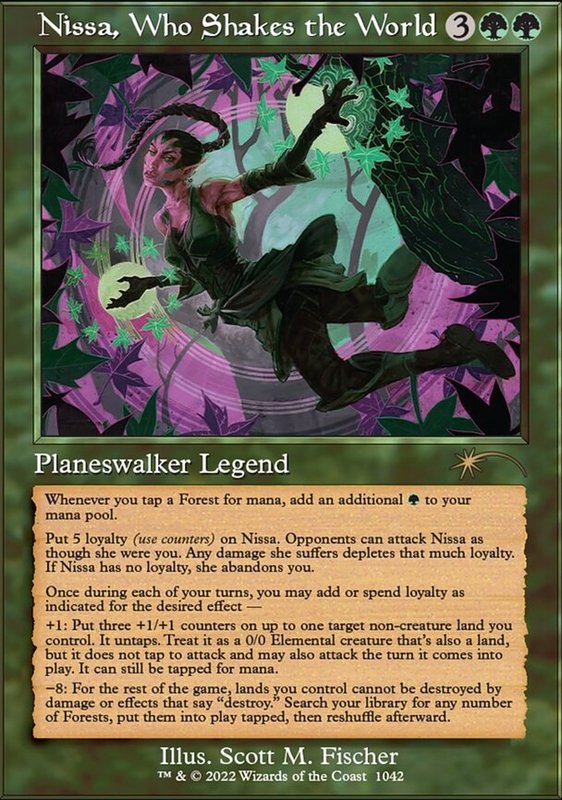 Nissa, Who Shakes the World 3
Planeswalker Legend
Whenever you tap a Forest for mana, add an additional to your
mana pool.
Put 5 loyalty (use counters) on Nissa. Opponents can attack Nissa as
though she were you. Any damage she suffers depletes that much loyalty.
If Nissa has no loyalty, she abandons you.
Once during each of your turns, you may add or spend loyalty as
indicated for the desired effect —
+1: Put three +1/+1 counters on up to one target non-creature land you
control. It untaps. Treat it as a 0/0 Elemental creature that's also a land,
but it does not tap to attack and may also attack the turn it comes into
play. It can still be tapped for mana.
−8: For the rest of the game, lands you control cannot be destroyed by
damage or effects that say “destroy.” Search your library for any number
of Forests, put them into play tapped, then reshuffle afterward.
Illus. Scott M. Fischer
™ & © 2022 Wizards of the Coast 1042